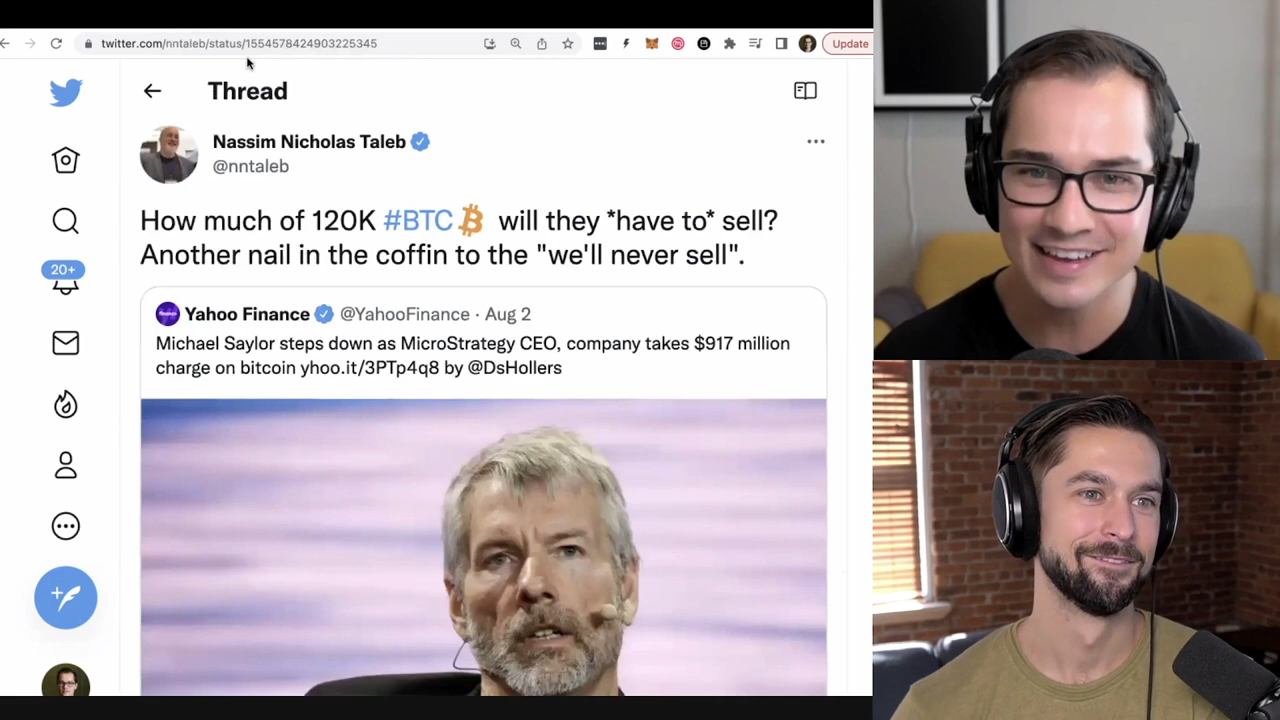 twitter.com/nntaleb/status/1554578424903225345
Update
Thread
Nassim Nicholas Taleb
@nntaleb
How much of 120K #BTC will they *have to* sell?
Another nail in the coffin to the "we'll never sell".
20+
Yahoo Finance @YahooFinance · Aug 2
Michael Saylor steps down as MicroStrategy CEO, company takes $917 million
charge on bitcoin yhoo.it/3PTp4q8 by @DsHollers